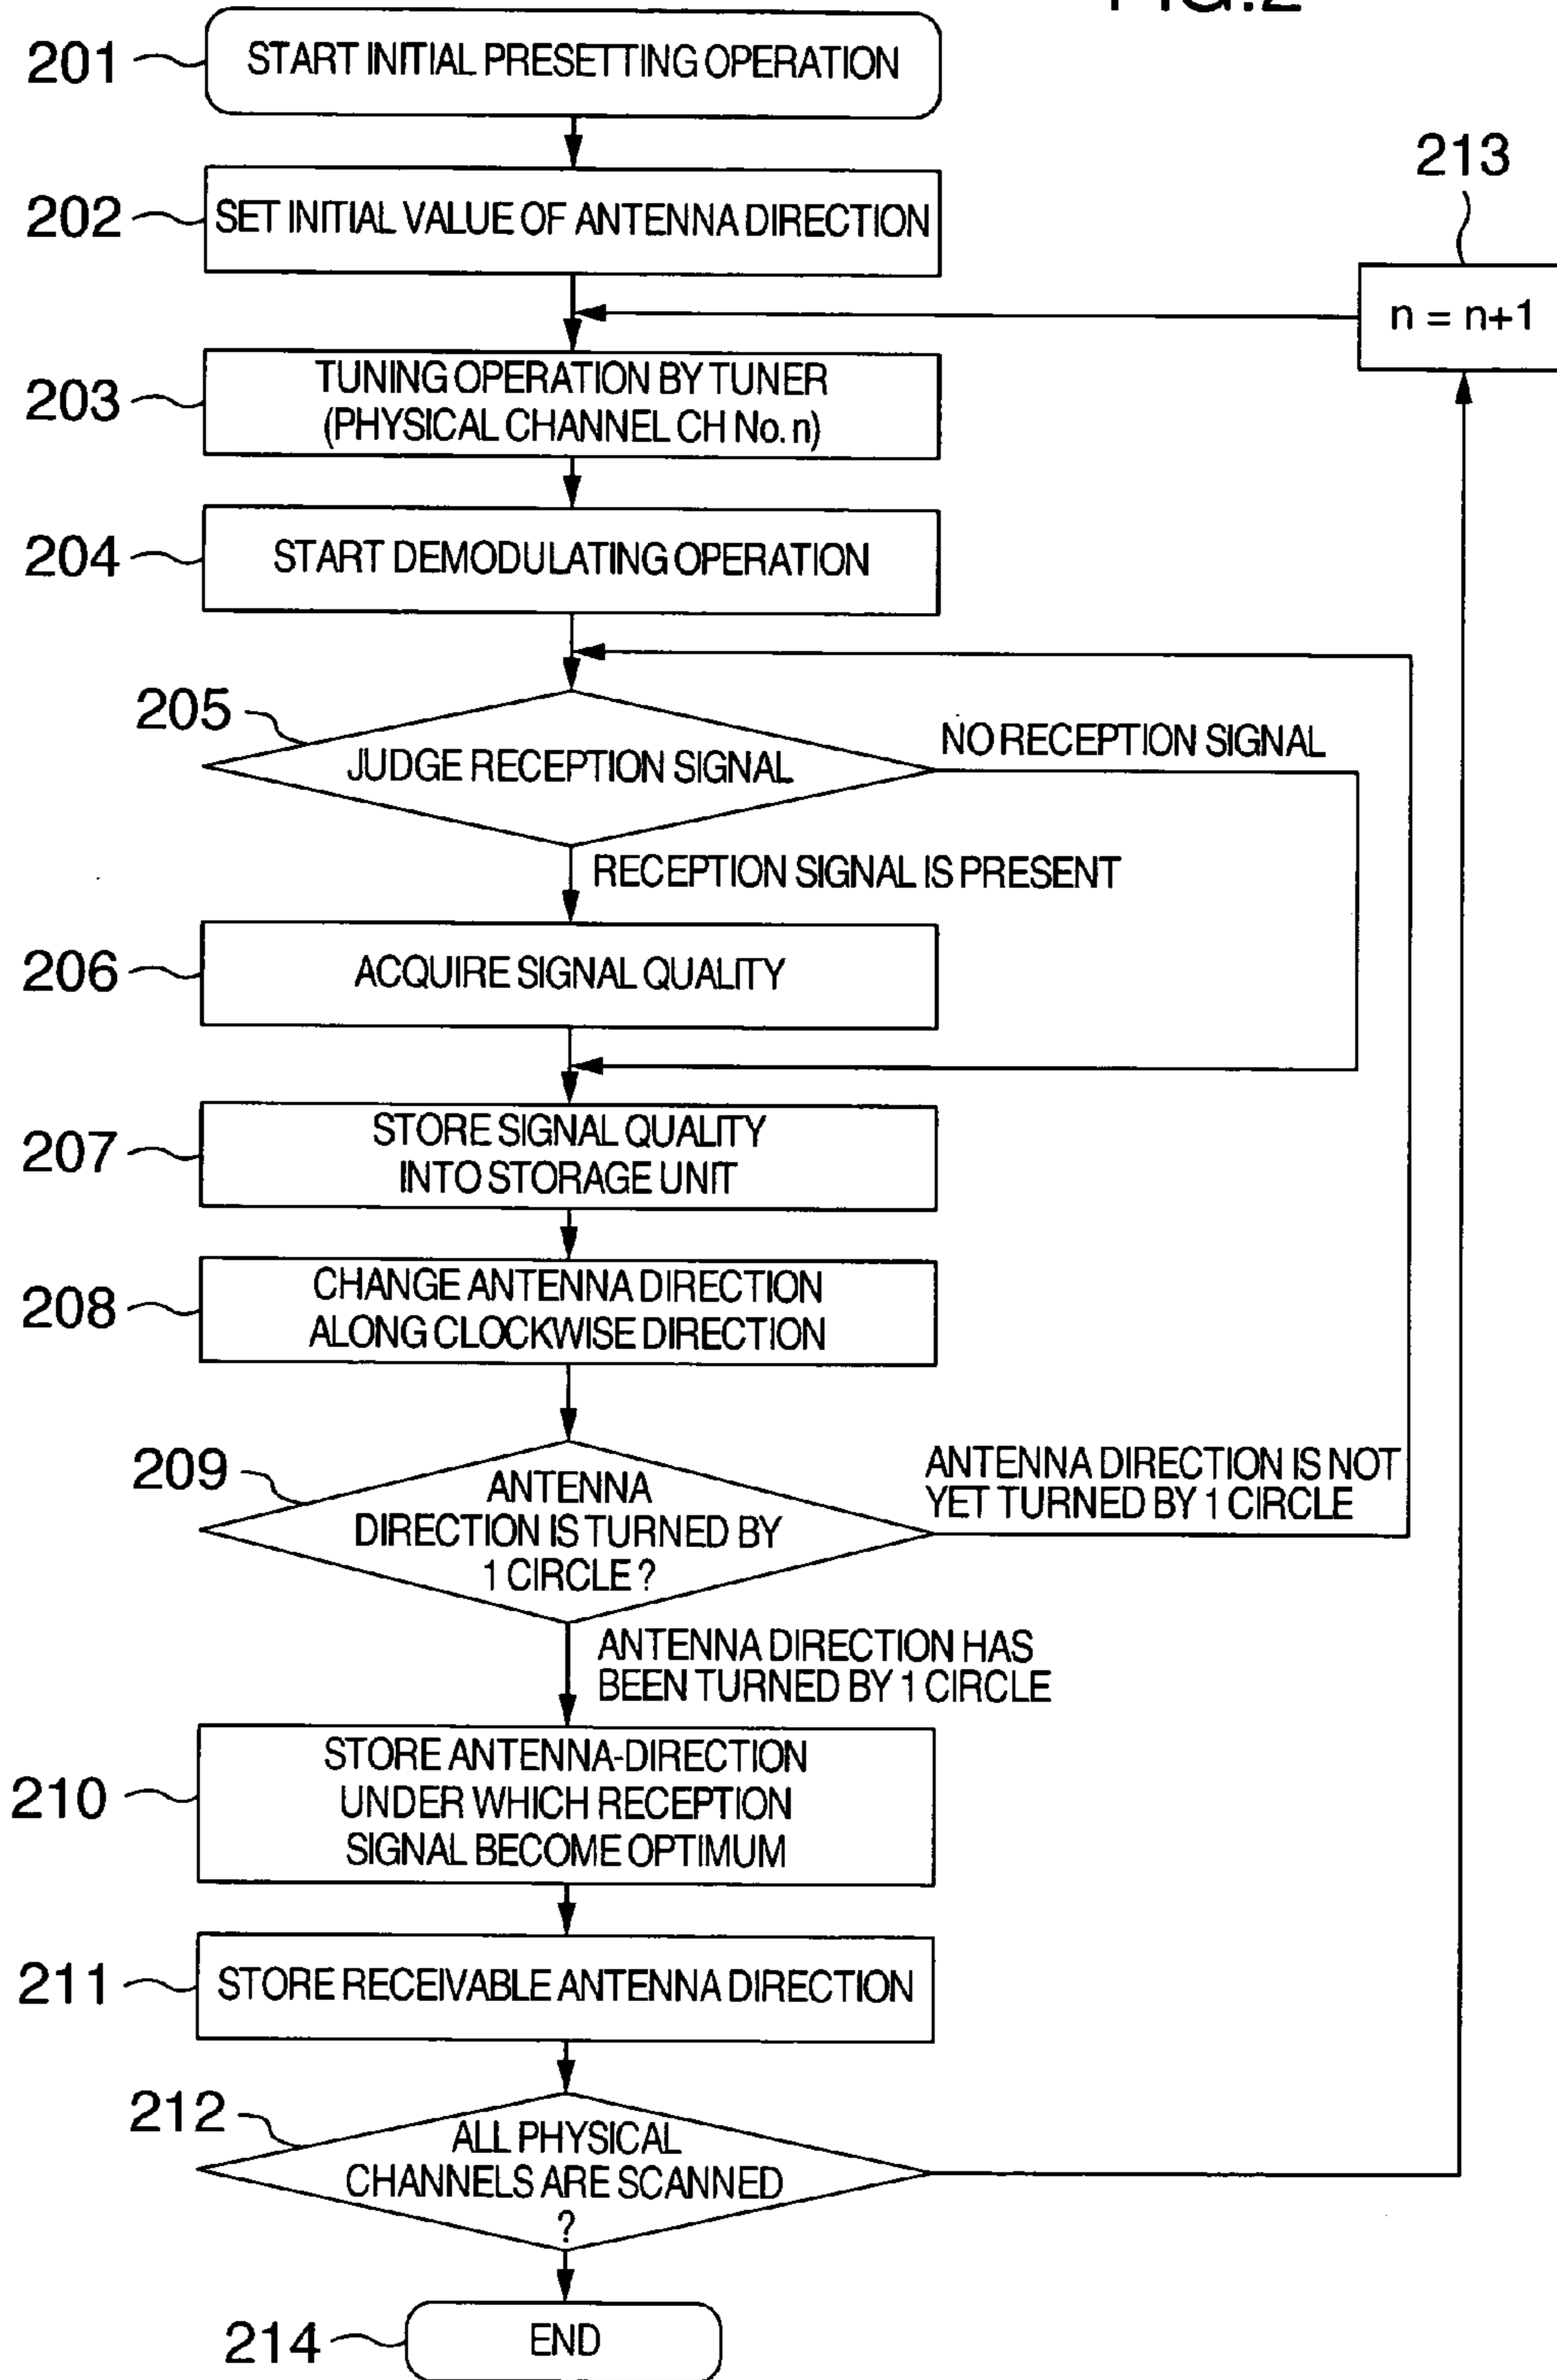 FIG.2
201
START INITIAL PRESETTING OPERATION
202
SET INITIAL VALUE OF ANTENNA DIRECTION
213
n = n+1
203
TUNING OPERATION BY TUNER
(PHYSICAL CHANNEL CH No. n)
204
START DEMODULATING OPERATION
205
JUDGE RECEPTION SIGNAL
NO RECEPTION SIGNAL
RECEPTION SIGNAL IS PRESENT
206
ACQUIRE SIGNAL QUALITY
207
STORE SIGNAL QUALITY
INTO STORAGE UNIT
208
CHANGE ANTENNA DIRECTION
ALONG CLOCKWISE DIRECTION
209
ANTENNA
DIRECTION IS TURNED BY
1 CIRCLE ?
ANTENNA DIRECTION IS NOT
YET TURNED BY 1 CIRCLE
ANTENNA DIRECTION HAS
BEEN TURNED BY 1 CIRCLE
210
STORE ANTENNA-DIRECTION
UNDER WHICH RECEPTION
SIGNAL BECOME OPTIMUM
211
STORE RECEIVABLE ANTENNA DIRECTION
212
ALL PHYSICAL
CHANNELS ARE SCANNED
?
214
END